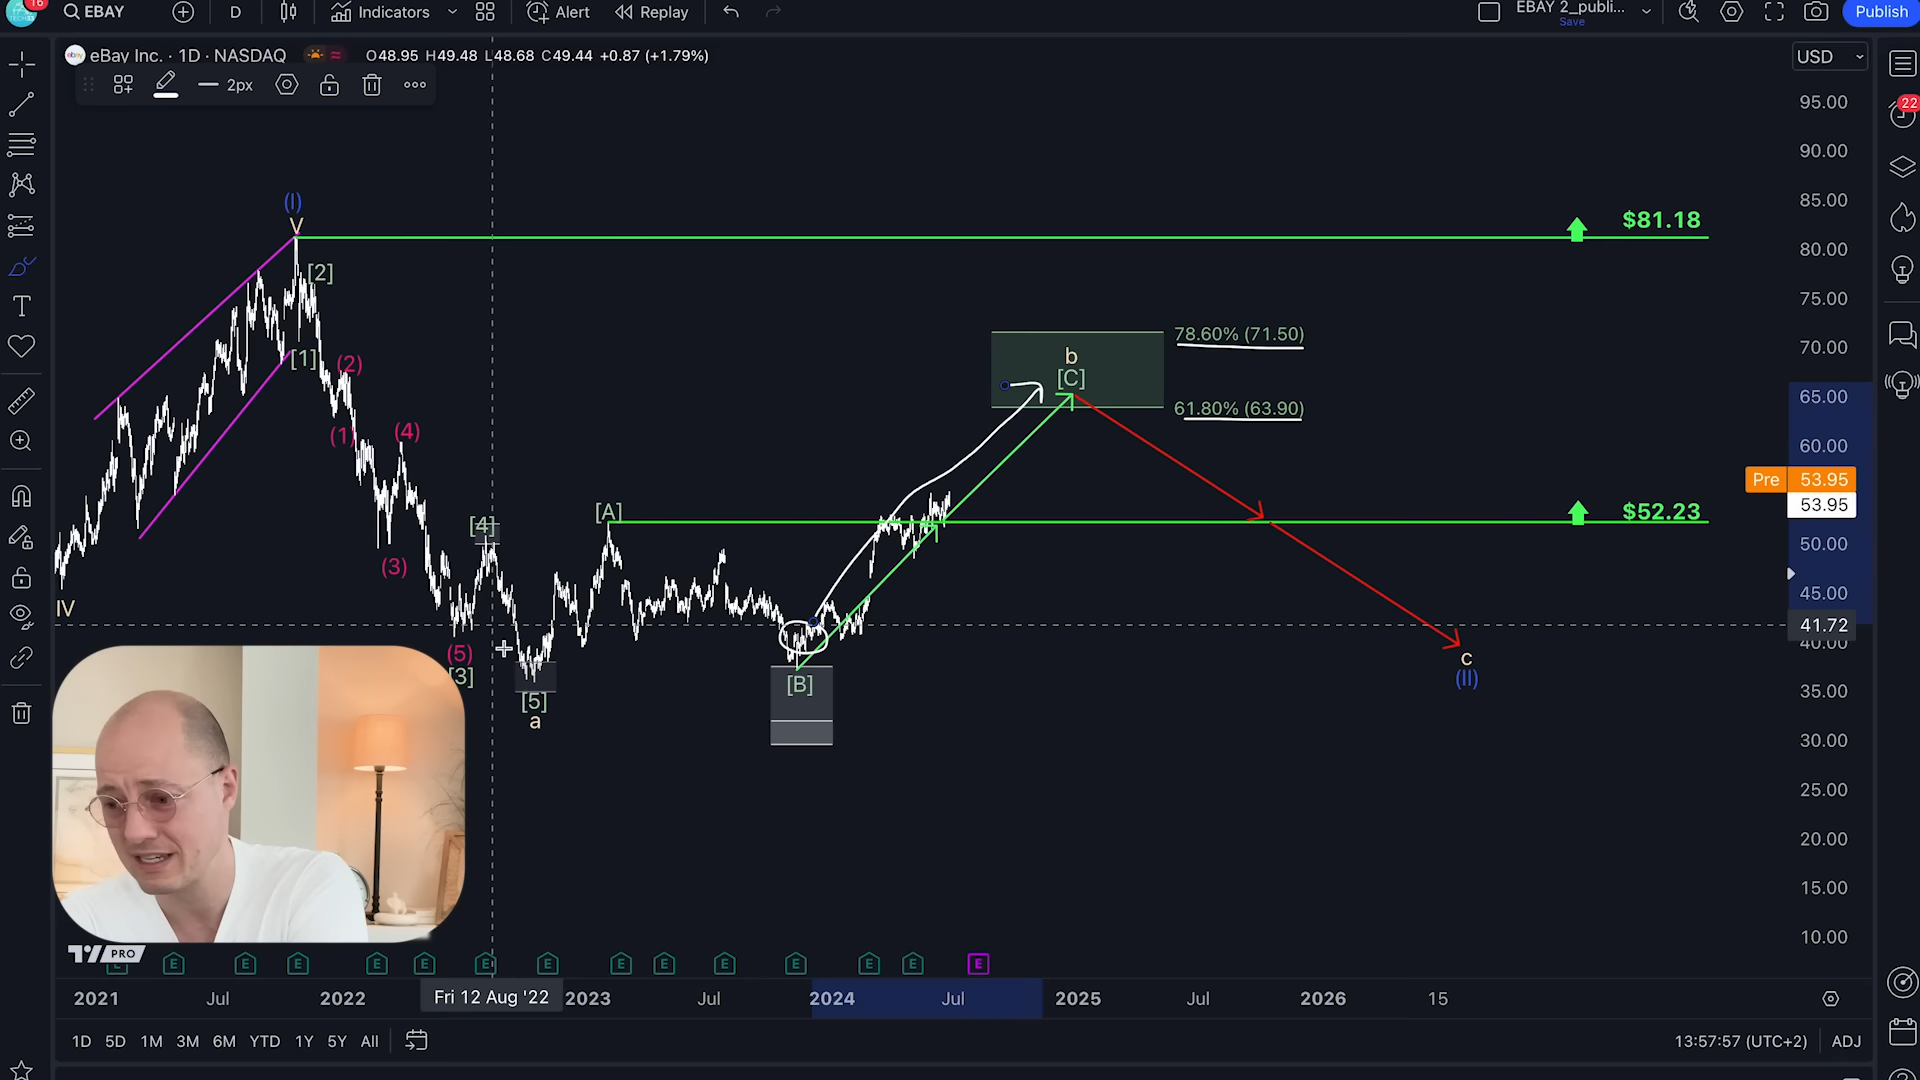 16
EBAY
D
Indicators
Alert
Replay
EBAY 2_publi...
Save
Publish
eBay Inc. · 1D · NASDAQ
O48.95 H49.48 L48.68 C49.44 +0.87 (+1.79%)
2px
USD
22
95.00
90.00
85.00
80.00
75.00
70.00
65.00
60.00
Pre 53.95
53.95
50.00
45.00
41.72
40.00
35.00
30.00
25.00
20.00
15.00
10.00
(I)
V
$81.18
[2]
78.60% (71.50)
b
[C]
[1]
(2)
61.80% (63.90)
(1)
(4)
[4]
[A]
$52.23
(3)
IV
(5)
[3]
[5]
a
[B]
c
(II)
PRO
E
E
E
E
E
E
E
E
E
E
E
E
E
E
2021
Jul
2022
Fri 12 Aug '22
2023
Jul
2024
Jul
2025
Jul
2026
15
1D
5D
1M
3M
6M
YTD
1Y
5Y
All
13:57:57 (UTC+2)
ADJ